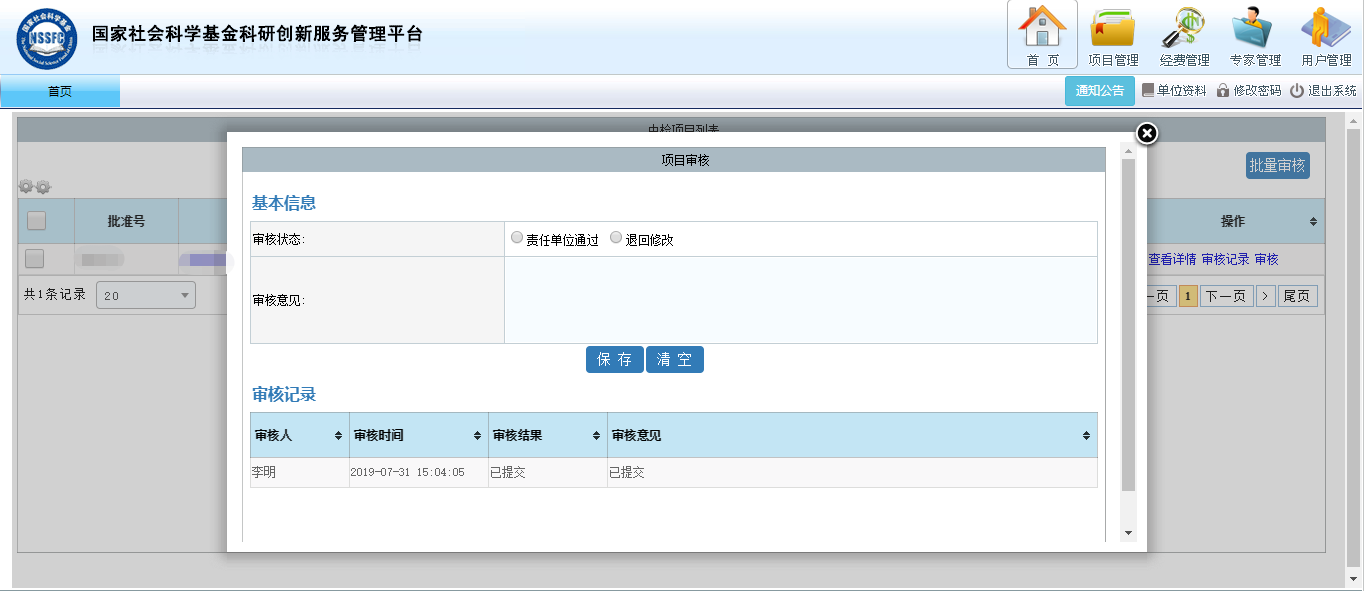 国家社会科学基金科研创新服务管理平台
NSSFC
首 页
项目管理
经费管理
专家管理
用户管理
首页
通知公告
单位资料
修改密码
退出系统
中检项目列表
项目审核
批量审核
基本信息
批准号
操作
审核状态:
责任单位通过
退回修改
查看详情 审核记录 审核
共1条记录
20
一页
1
下一页
>
尾页
审核意见:
保 存
清 空
审核记录
审核人
审核时间
审核结果
审核意见
李明
2019-07-31 15:04:05
已提交
已提交